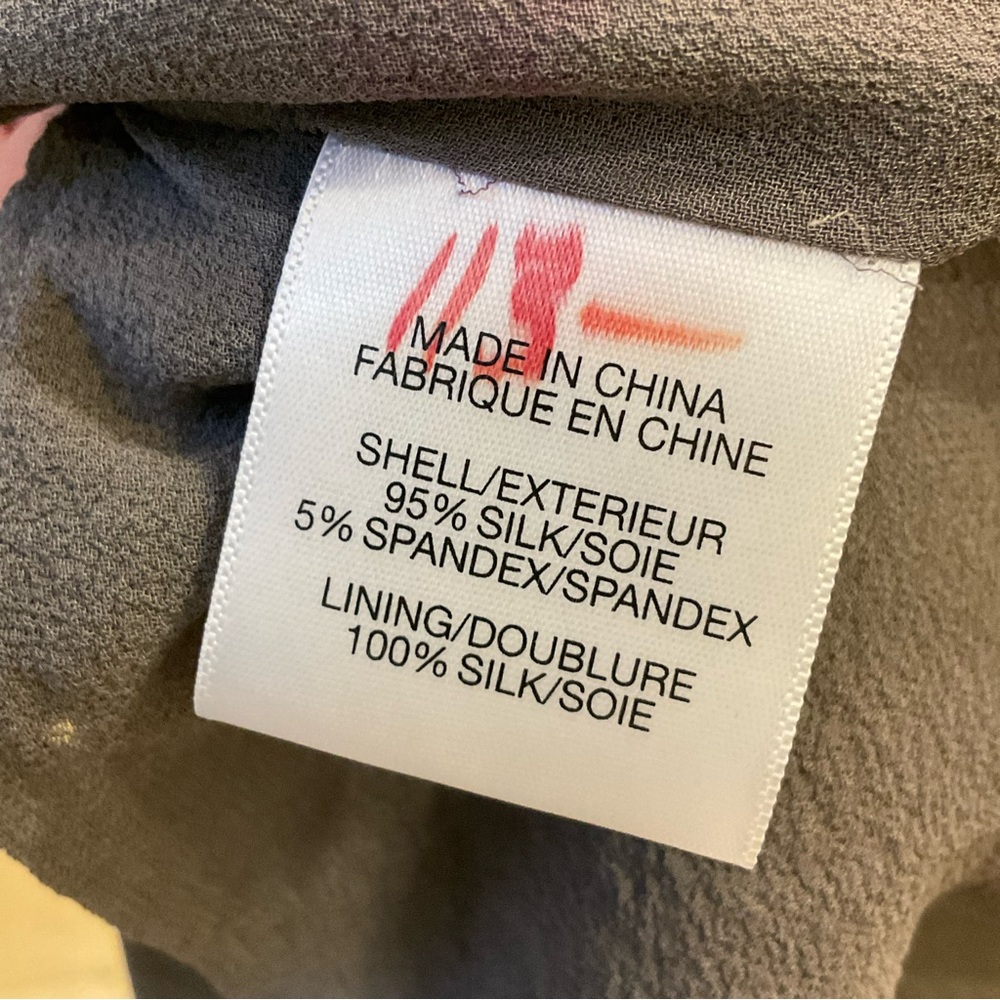 MADE IN CHINA
FABRIQUE EN CHINE
SHELL/EXTERIEUR
95% SILK/SOIE
5% SPANDEX/SPANDEX
LINING/DOUBLURE
100% SILK/SOIE